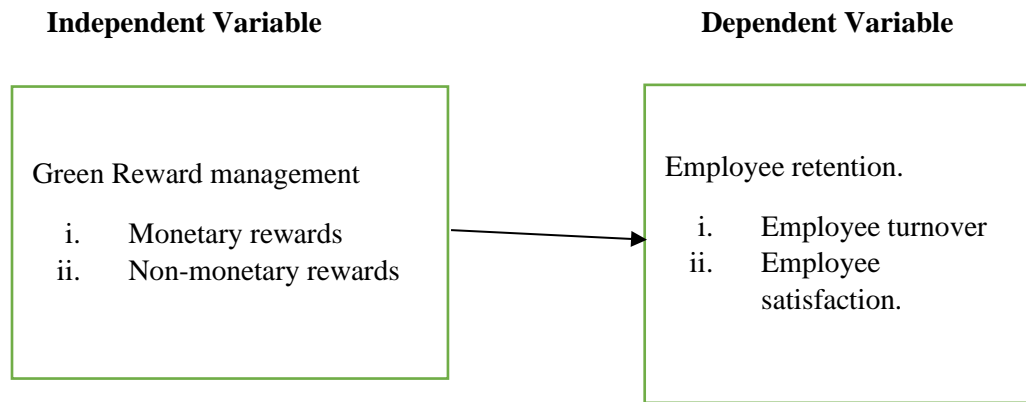 Independent Variable
Dependent Variable
Green Reward management
i. Monetary rewards
ii. Non-monetary rewards
Employee retention.
i. Employee turnover
ii. Employee
satisfaction.